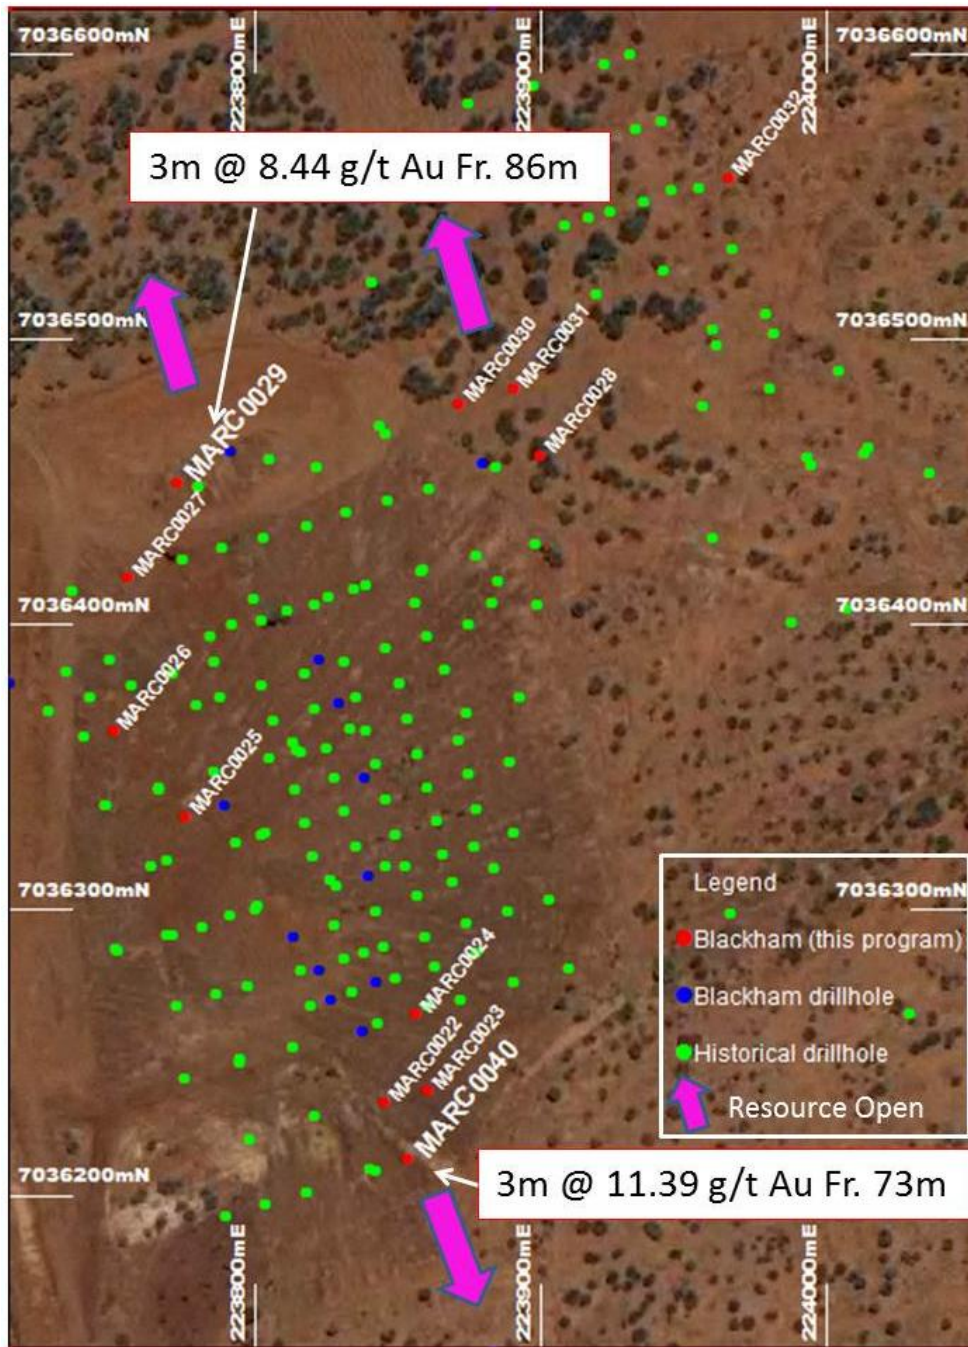 7036600mN
223800mE
223900mE
224000mE
7036600mN
MARC0032
3m @ 8.44 g/t Au Fr. 86m
7036500mN
7036500mN
MARC0030
MARC0031
MARC0029
MARC0028
MARC0027
7036400mN
7036400mN
MARC0026
MARC0025
7036300mN
Legend
7036300mN
Blackham (this program)
MARC0024
Blackham drillhole
MARC0022
MARC0023
Historical drillhole
MARC0040
Resource Open
7036200mN
3m @ 11.39 g/t Au Fr. 73m
223800mE
223900mE
224000mE